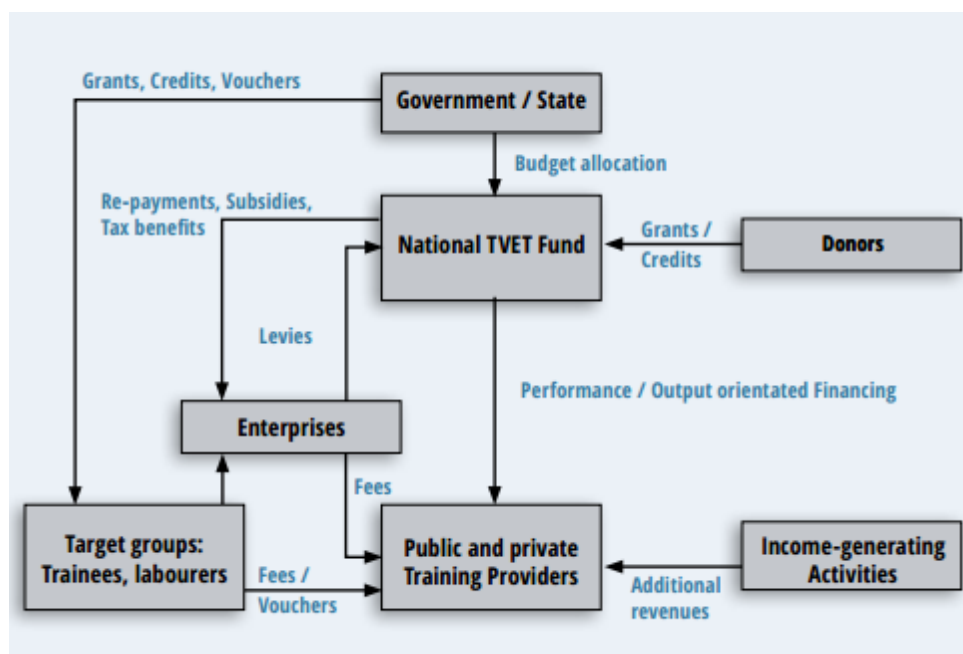 Grants, Credits, Vouchers
Government / State
Budget allocation
Re-payments, Subsidies,
Tax benefits
National TVET Fund
Grants /
Credits
Donors
Levies
Performance / Output orientated Financing
Enterprises
Fees
Target groups:
Trainees, labourers
Fees /
Vouchers
Public and private
Training Providers
Additional
revenues
Income-generating
Activities